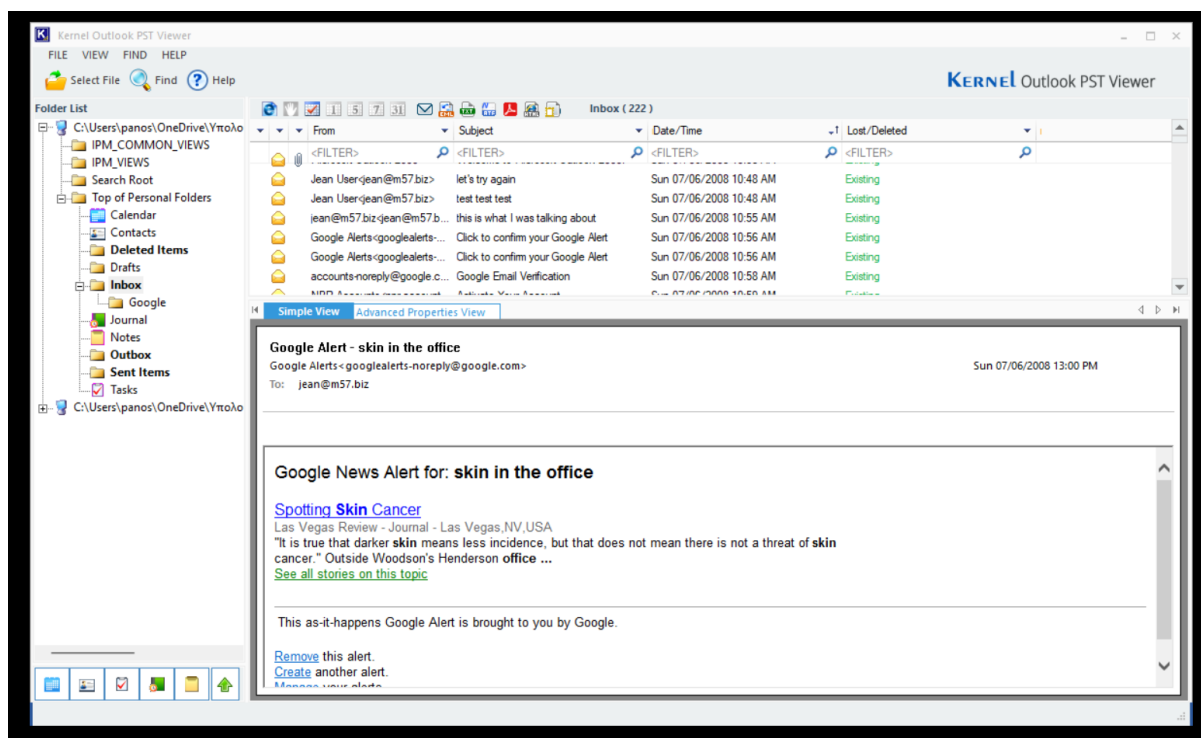 Kernel Outlook PST Viewer
FILE VIEW FIND HELP
Select File Find Help
KERNEL Outlook PST Viewer
Folder List
C:\Users\panos\OneDrive\Υπολο
IPM_COMMON_VIEWS
IPM_VIEWS
Search Root
Top of Personal Folders
Calendar
Contacts
Deleted Items
Drafts
Inbox
Google
Journal
Notes
Outbox
Sent Items
Tasks
C:\Users\panos\OneDrive\Υπολο
1 5 7 31 Inbox ( 222 )
From Subject Date/Time Lost/Deleted
<FILTER> <FILTER> <FILTER> <FILTER>
Jean User<jean@m57.biz> let's try again Sun 07/06/2008 10:48 AM Existing
Jean User<jean@m57.biz> test test test Sun 07/06/2008 10:48 AM Existing
jean@m57.biz<jean@m57.b... this is what I was talking about Sun 07/06/2008 10:55 AM Existing
Google Alerts<googlealerts-... Click to confirm your Google Alert Sun 07/06/2008 10:56 AM Existing
Google Alerts<googlealerts-... Click to confirm your Google Alert Sun 07/06/2008 10:56 AM Existing
accounts-noreply@google.c... Google Email Verification Sun 07/06/2008 10:58 AM Existing
Simple View Advanced Properties View
Google Alert - skin in the office
Google Alerts<googlealerts-noreply@google.com> Sun 07/06/2008 13:00 PM
To: jean@m57.biz
Google News Alert for: skin in the office
Spotting Skin Cancer
Las Vegas Review - Journal - Las Vegas,NV,USA
"It is true that darker skin means less incidence, but that does not mean there is not a threat of skin
cancer." Outside Woodson's Henderson office ...
See all stories on this topic
This as-it-happens Google Alert is brought to you by Google.
Remove this alert.
Create another alert.
Manage your alerts